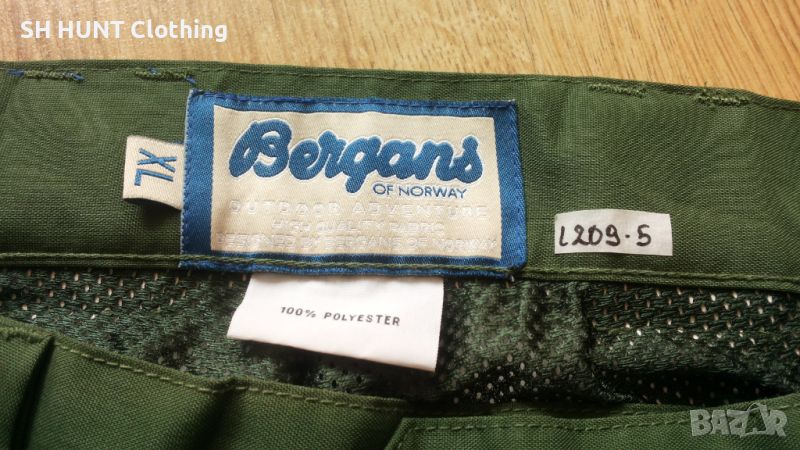 SH HUNT Clothing
XL
Bergans
OF NORWAY
OUTDOOR ADVENTURE
HIGH QUALITY FABRIC
DESIGNED BY BERGANS OF NORWAY
L209-5
100% POLYESTER
BAZAR